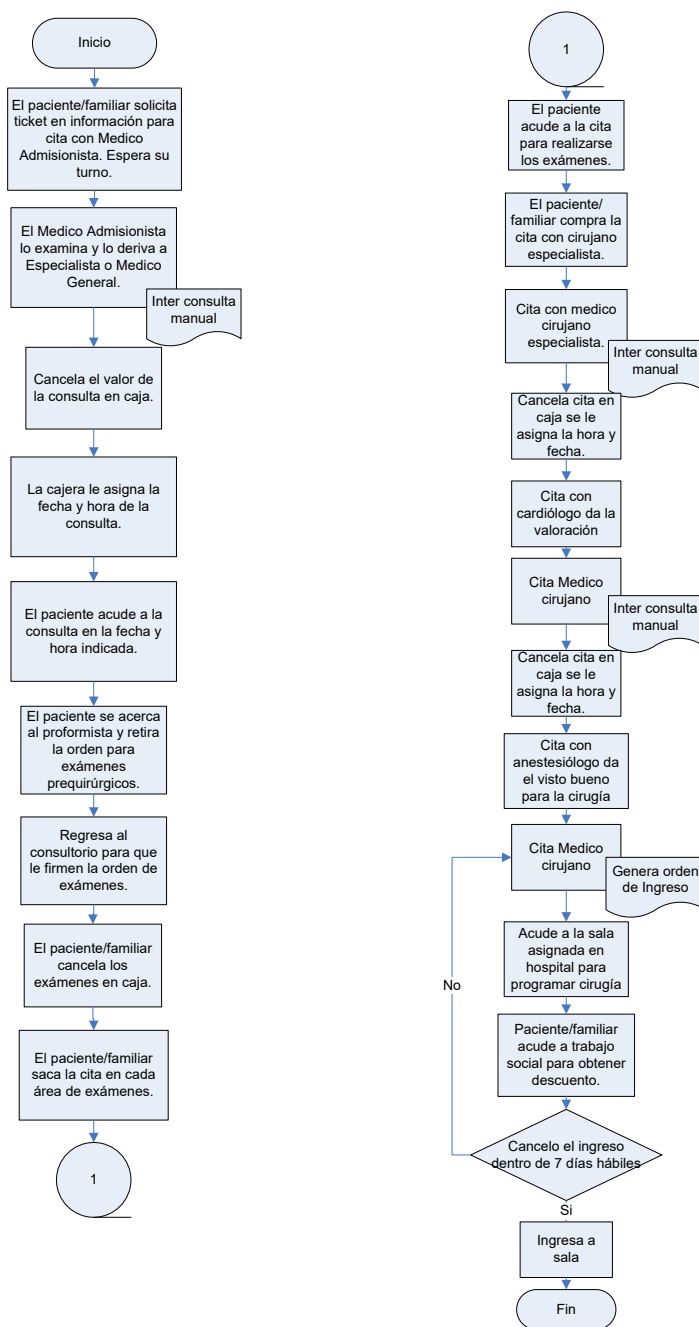 Inicio
El paciente/familiar solicita
ticket en información para
cita con Medico
Admisionista. Espera su
turno.
El Medico Admisionista
lo examina y lo deriva a
Especialista o Medico
General.
Inter consulta
manual
Cancela el valor de
la consulta en caja.
La cajera le asigna la
fecha y hora de la
consulta.
El paciente acude a la
consulta en la fecha y
hora indicada.
El paciente se acerca
al proformista y retira
la orden para
exámenes
prequirúrgicos.
Regresa al
consultorio para que
le firmen la orden de
exámenes.
El paciente/familiar
cancela los
exámenes en caja.
El paciente/familiar
saca la cita en cada
área de exámenes.
1
1
El paciente
acude a la cita
para realizarse
los exámenes.
El paciente/
familiar compra la
cita con cirujano
especialista.
Cita con medico
cirujano
especialista.
Inter consulta
manual
Cancela cita en
caja se le
asigna la hora y
fecha.
Cita con
cardiólogo da la
valoración
Cita Medico
cirujano
Inter consulta
manual
Cancela cita en
caja se le
asigna la hora y
fecha.
Cita con
anestesiólogo da
el visto bueno
para la cirugía
Cita Medico
cirujano
Genera orden
de Ingreso
Acude a la sala
asignada en
hospital para
programar cirugía
No
Paciente/familiar
acude a trabajo
social para obtener
descuento.
Cancelo el ingreso
dentro de 7 días hábiles
Si
Ingresa a
sala
Fin